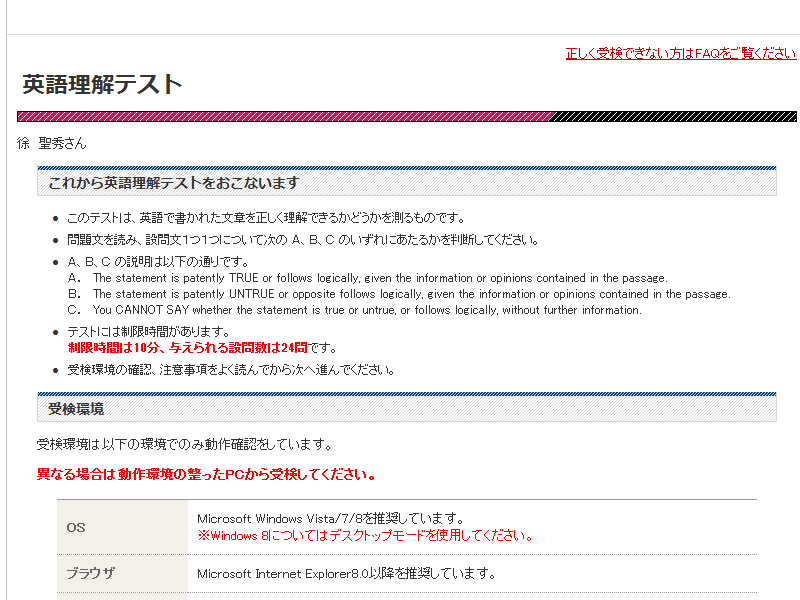 正しく受検できない方はFAQをご覧ください
英語理解テスト
徐 聖秀さん
これから英語理解テストをおこないます
このテストは、英語で書かれた文章を正しく理解できるかどうかを測るものです。
問題文を読み、設問文1つ1つについて次の A、B、C のいずれにあたるかを判断してください。
A、B、C の説明は以下の通りです。
A. The statement is patently TRUE or follows logically, given the information or opinions contained in the passage.
B. The statement is patently UNTRUE or opposite follows logically, given the information or opinions contained in the passage.
C. You CANNOT SAY whether the statement is true or untrue, or follows logically, without further information.
テストには制限時間があります。
制限時間は10分、与えられる設問数は24問です。
受検環境の確認、注意事項をよく読んでから次へ進んでください。
受検環境
受検環境は以下の環境でのみ動作確認をしています。
異なる場合は動作環境の整ったPCから受検してください。
OS
Microsoft Windows Vista/7/8を推奨しています。
※Windows 8についてはデスクトップモードを使用してください。
ブラウザ
Microsoft Internet Explorer8.0以降を推奨しています。